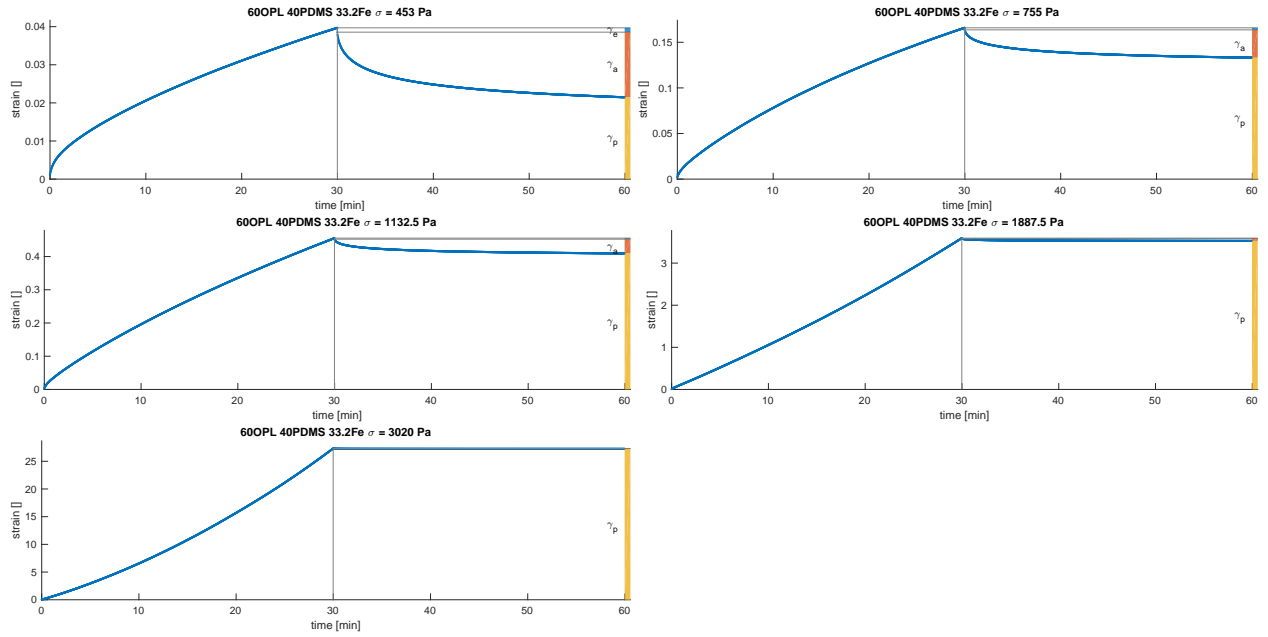 60OPL 40PDMS 33.2Fe σ = 453 Pa
0.04
0.03
0.02
0.01
0
strain []
γe
γa
γp
0 10 20 30 40 50 60
time [min]
60OPL 40PDMS 33.2Fe σ = 755 Pa
0.15
0.1
0.05
0
strain []
γa
γp
0 10 20 30 40 50 60
time [min]
60OPL 40PDMS 33.2Fe σ = 1132.5 Pa
0.4
0.3
0.2
0.1
0
strain []
γa
γp
0 10 20 30 40 50 60
time [min]
60OPL 40PDMS 33.2Fe σ = 1887.5 Pa
3
2
1
0
strain []
γp
0 10 20 30 40 50 60
time [min]
60OPL 40PDMS 33.2Fe σ = 3020 Pa
25
20
15
10
5
0
strain []
γp
0 10 20 30 40 50 60
time [min]